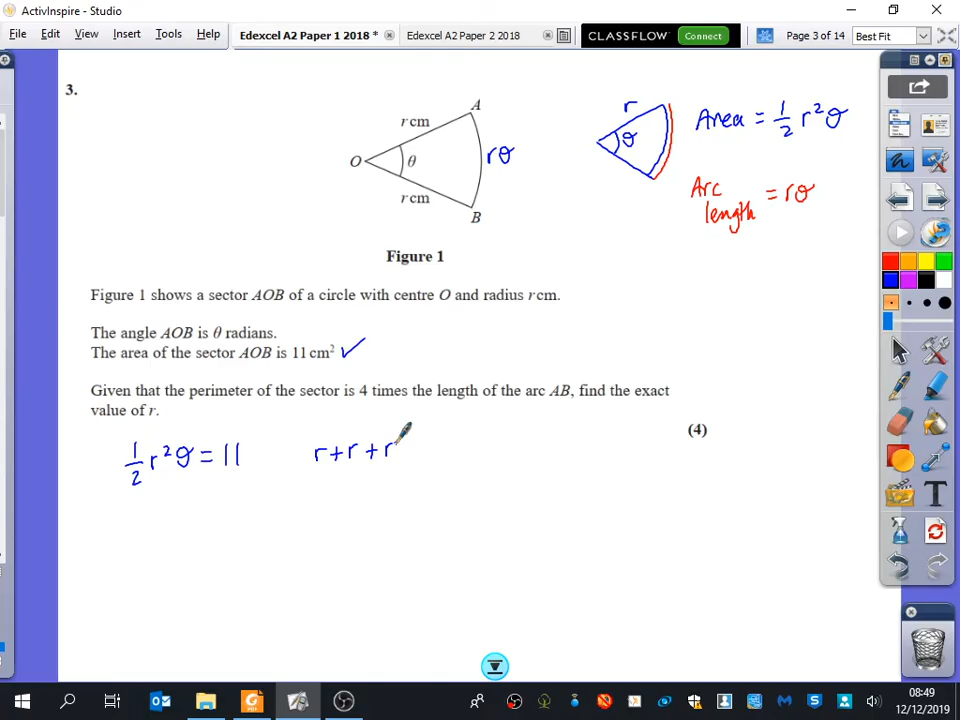 ActivInspire - Studio
File Edit View Insert Tools Help
Edexcel A2 Paper 1 2018 *
Edexcel A2 Paper 2 2018
CLASSFLOW Connect
Page 3 of 14
Best Fit
3.
A
r cm
O
θ
rθ
r cm
B
Figure 1
r
θ
Area = 1/2 r²θ
Arc length = rθ
Figure 1 shows a sector AOB of a circle with centre O and radius r cm.
The angle AOB is θ radians.
The area of the sector AOB is 11 cm² ✓
Given that the perimeter of the sector is 4 times the length of the arc AB, find the exact
value of r.
(4)
1/2 r²θ = 11
r + r + r
08:49
12/12/2019